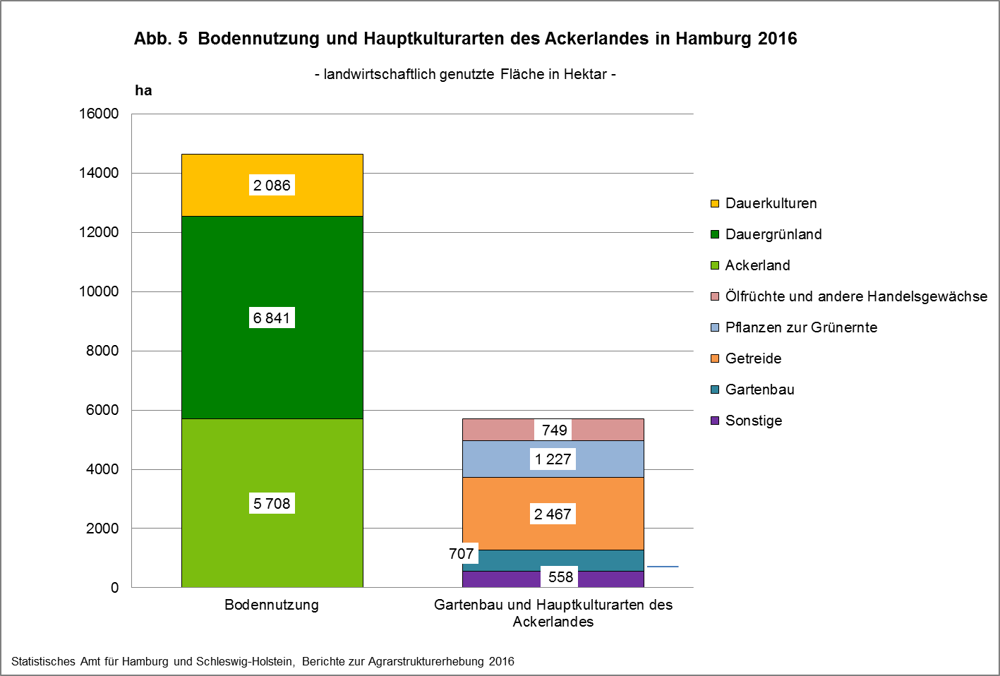 Abb. 5 Bodennutzung und Hauptkulturarten des Ackerlandes in Hamburg 2016
- landwirtschaftlich genutzte Fläche in Hektar -
ha
16000
14000
12000
10000
8000
6000
4000
2000
0
2 086
6 841
5 708
749
1 227
2 467
707
558
Bodennutzung
Gartenbau und Hauptkulturarten des
Ackerlandes
Dauerkulturen
Dauergrünland
Ackerland
Ölfrüchte und andere Handelsgewächse
Pflanzen zur Grünernte
Getreide
Gartenbau
Sonstige
Statistisches Amt für Hamburg und Schleswig-Holstein, Berichte zur Agrarstrukturerhebung 2016